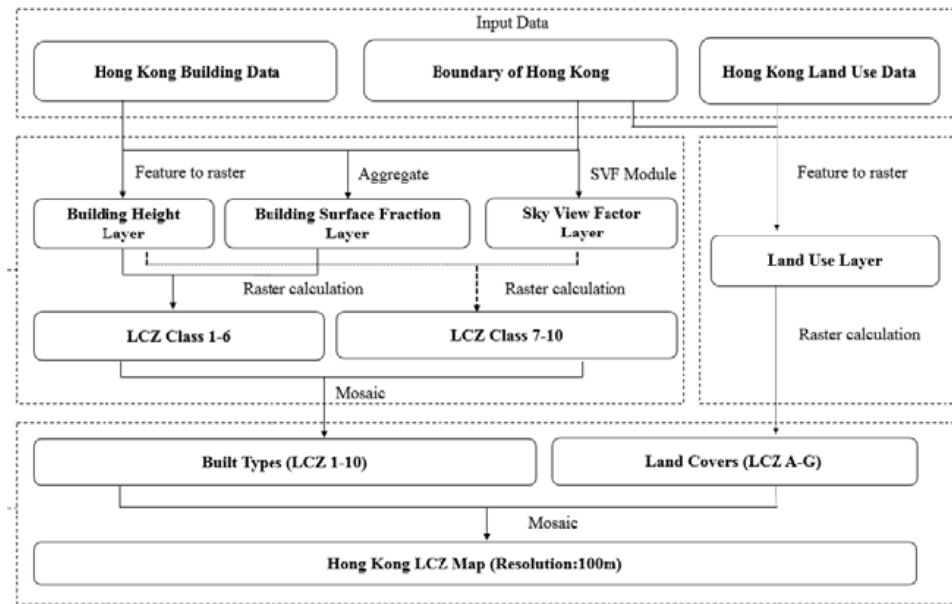 Input Data
Hong Kong Building Data
Boundary of Hong Kong
Hong Kong Land Use Data
Feature to raster
Aggregate
SVF Module
Feature to raster
Building Height
Layer
Building Surface Fraction
Layer
Sky View Factor
Layer
Land Use Layer
Raster calculation
Raster calculation
Raster calculation
LCZ Class 1-6
LCZ Class 7-10
Mosaic
Built Types (LCZ 1-10)
Land Covers (LCZ A-G)
Mosaic
Hong Kong LCZ Map (Resolution:100m)